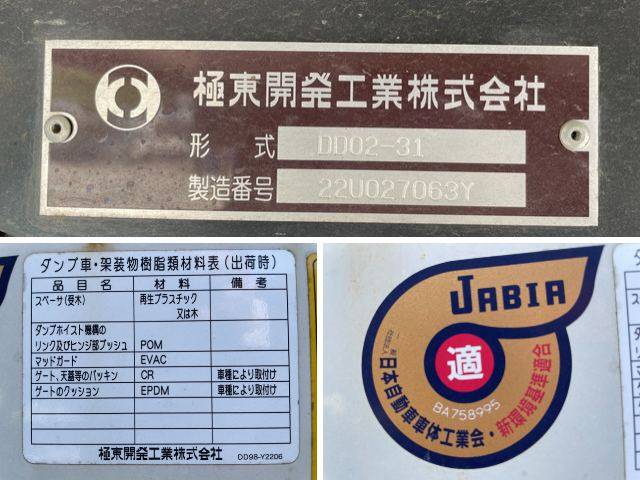 極東開発工業株式会社
形 式 DD02-31
製造番号 22U027063Y
ダンプ車・架装物樹脂類材料表(出荷時)
品目名 材料 備考
スペーサ(受木) 再生プラスチック
又は木
ダンプホイスト機構の
リンク及びヒンジ部ブッシュ POM
マッドガード EVAC
ゲート、天蓋等のパッキン CR 車種により取付け
ゲートのクッション EPDM 車種により取付け
極東開発工業株式会社 DD98-Y2206
JABIA
適
BA758995
一般社団法人 日本自動車車体工業会・新環境基準適合